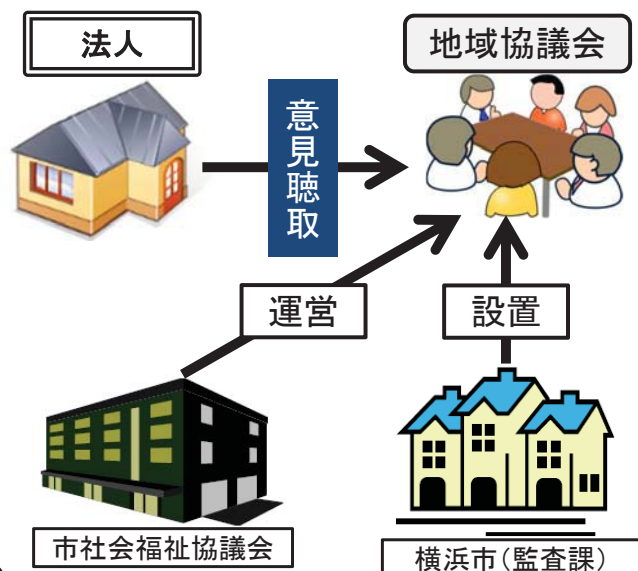 法人
地域協議会
意見聴取
運営
設置
市社会福祉協議会
横浜市(監査課)